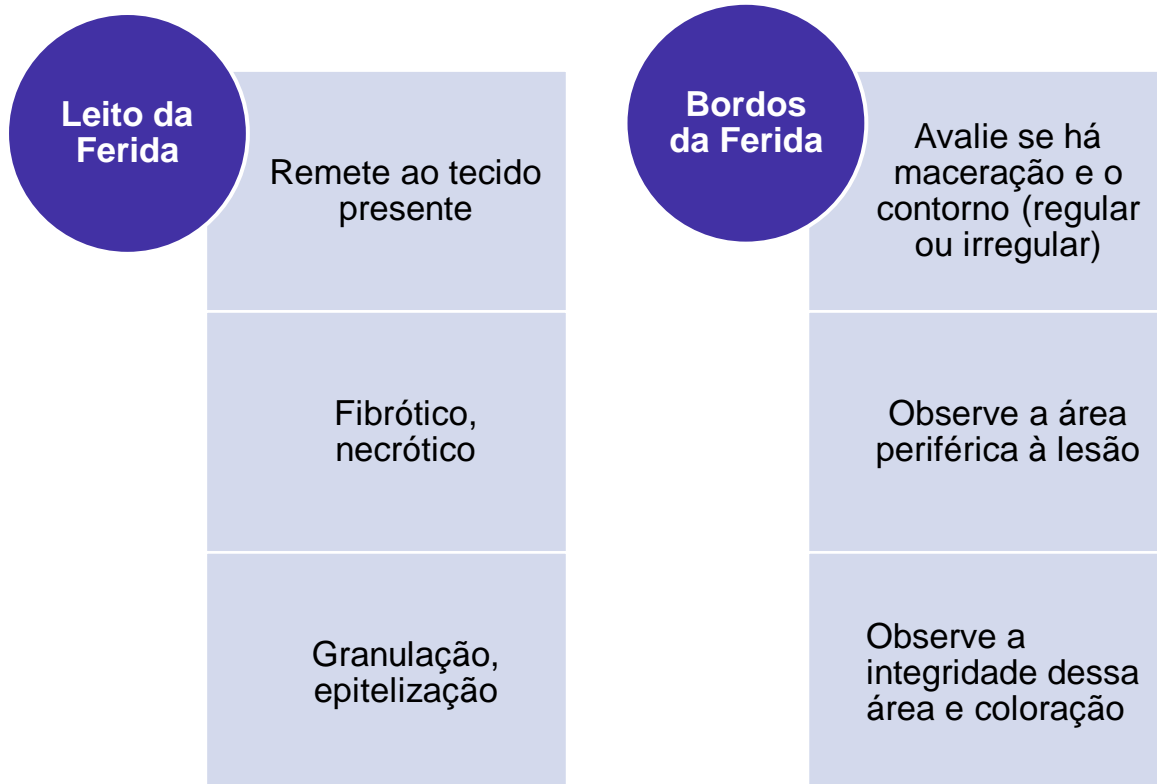 Leito da
Ferida
Remete ao tecido
presente
Fibrótico,
necrótico
Granulação,
epitelização
Bordos
da Ferida
Avalie se há
maceração e o
contorno (regular
ou irregular)
Observe a área
periférica à lesão
Observe a
integridade dessa
área e coloração